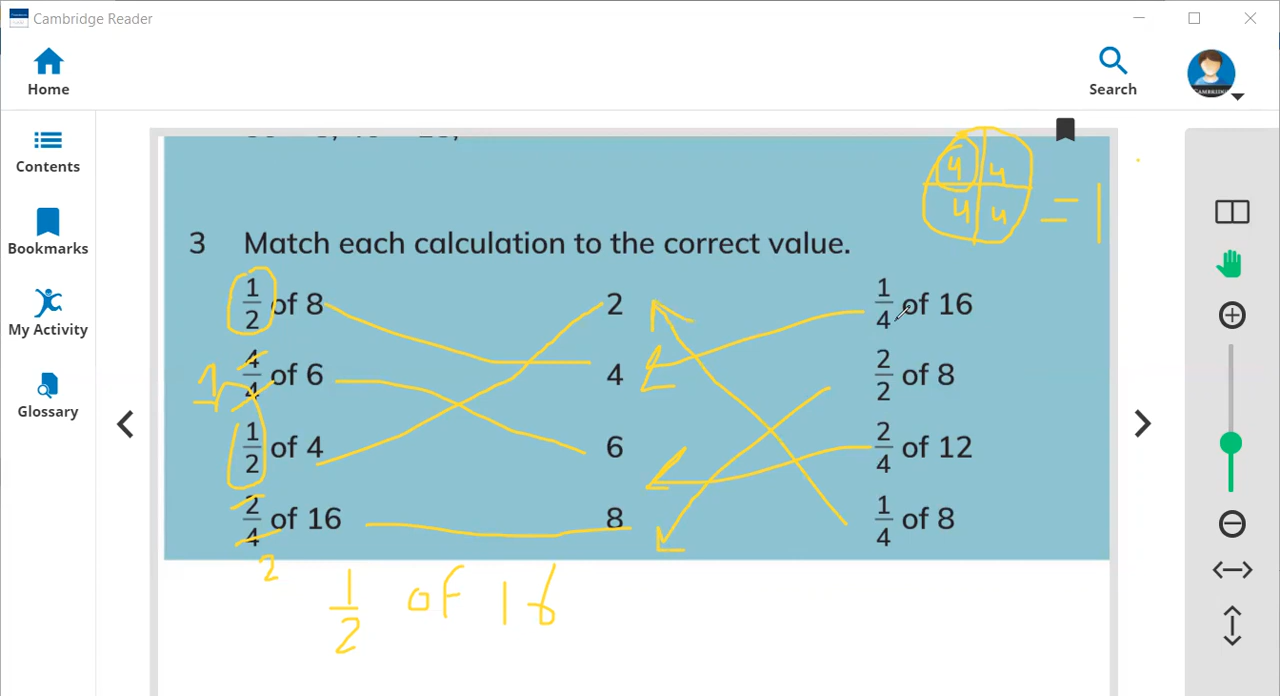 Cambridge Reader
Home
Search
CAMBRIDGE
Contents
Bookmarks
My Activity
Glossary
4 4
4 4
= 1
3 Match each calculation to the correct value.
1/2 of 8 2 1/4 of 16
4/4 of 6 4 2/2 of 8
1
1/2 of 4 6 2/4 of 12
2/4 of 16 8 1/4 of 8
2
1/2 of 16